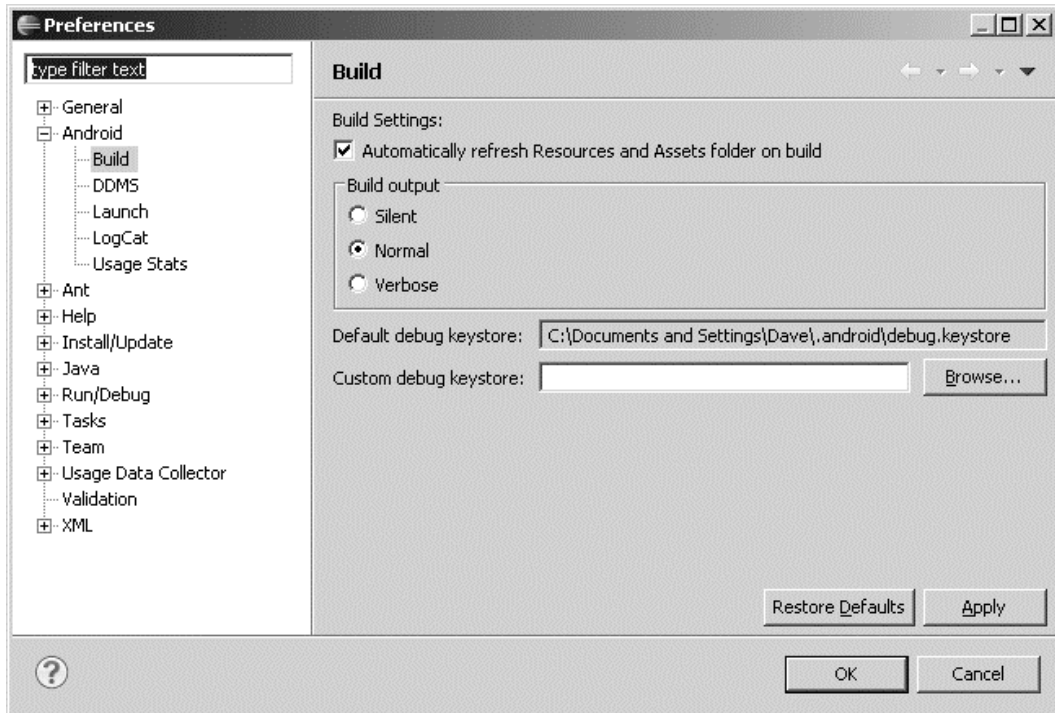 Preferences
type filter text
General
Android
Build
DDMS
Launch
LogCat
Usage Stats
Ant
Help
Install/Update
Java
Run/Debug
Tasks
Team
Usage Data Collector
Validation
XML
Build
Build Settings:
Automatically refresh Resources and Assets folder on build
Build output
Silent
Normal
Verbose
Default debug keystore: C:\Documents and Settings\Dave\.android\debug.keystore
Custom debug keystore: Browse...
Restore Defaults Apply
? OK Cancel